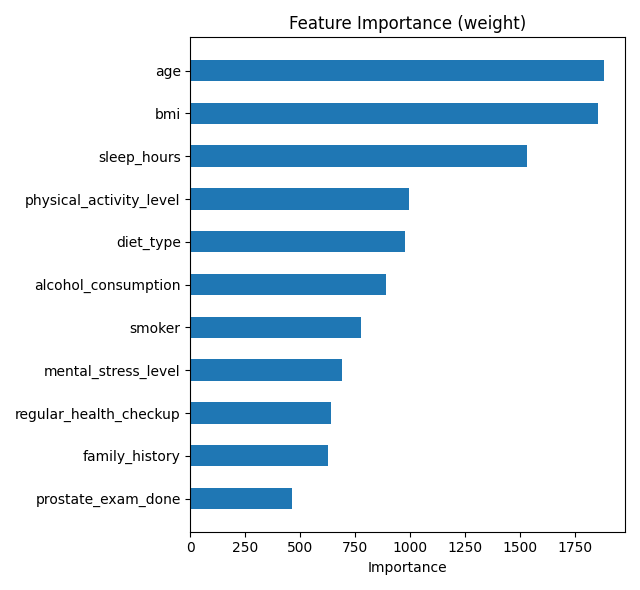 Feature Importance (weight)
age
bmi
sleep_hours
physical_activity_level
diet_type
alcohol_consumption
smoker
mental_stress_level
regular_health_checkup
family_history
prostate_exam_done
0 250 500 750 1000 1250 1500 1750
Importance